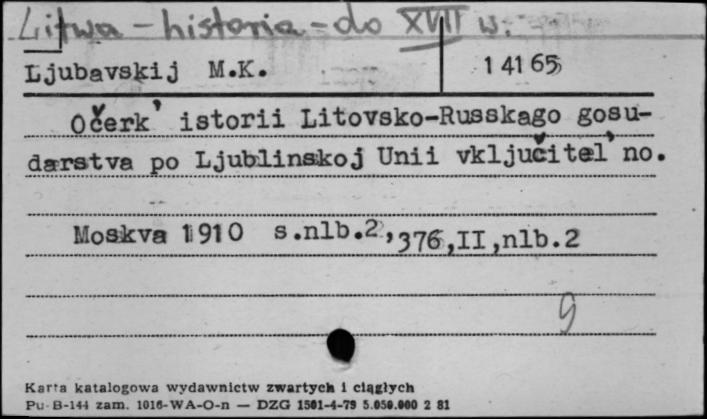 Litwa - historia - do XVII w.
Ljubavskij M.K. 14165
Očerk' istorii Litovsko-Russkago gosu-
darstva po Ljublinskoj Unii vključitel'no.
Moskva 1910 s.nlb.2,376,II,nlb.2
9
Karta katalogowa wydawnictw zwartych i ciągłych
Pu-B-144 zam. 1016-WA-O-n — DZG 1501-4-79 5.050.000 2 81